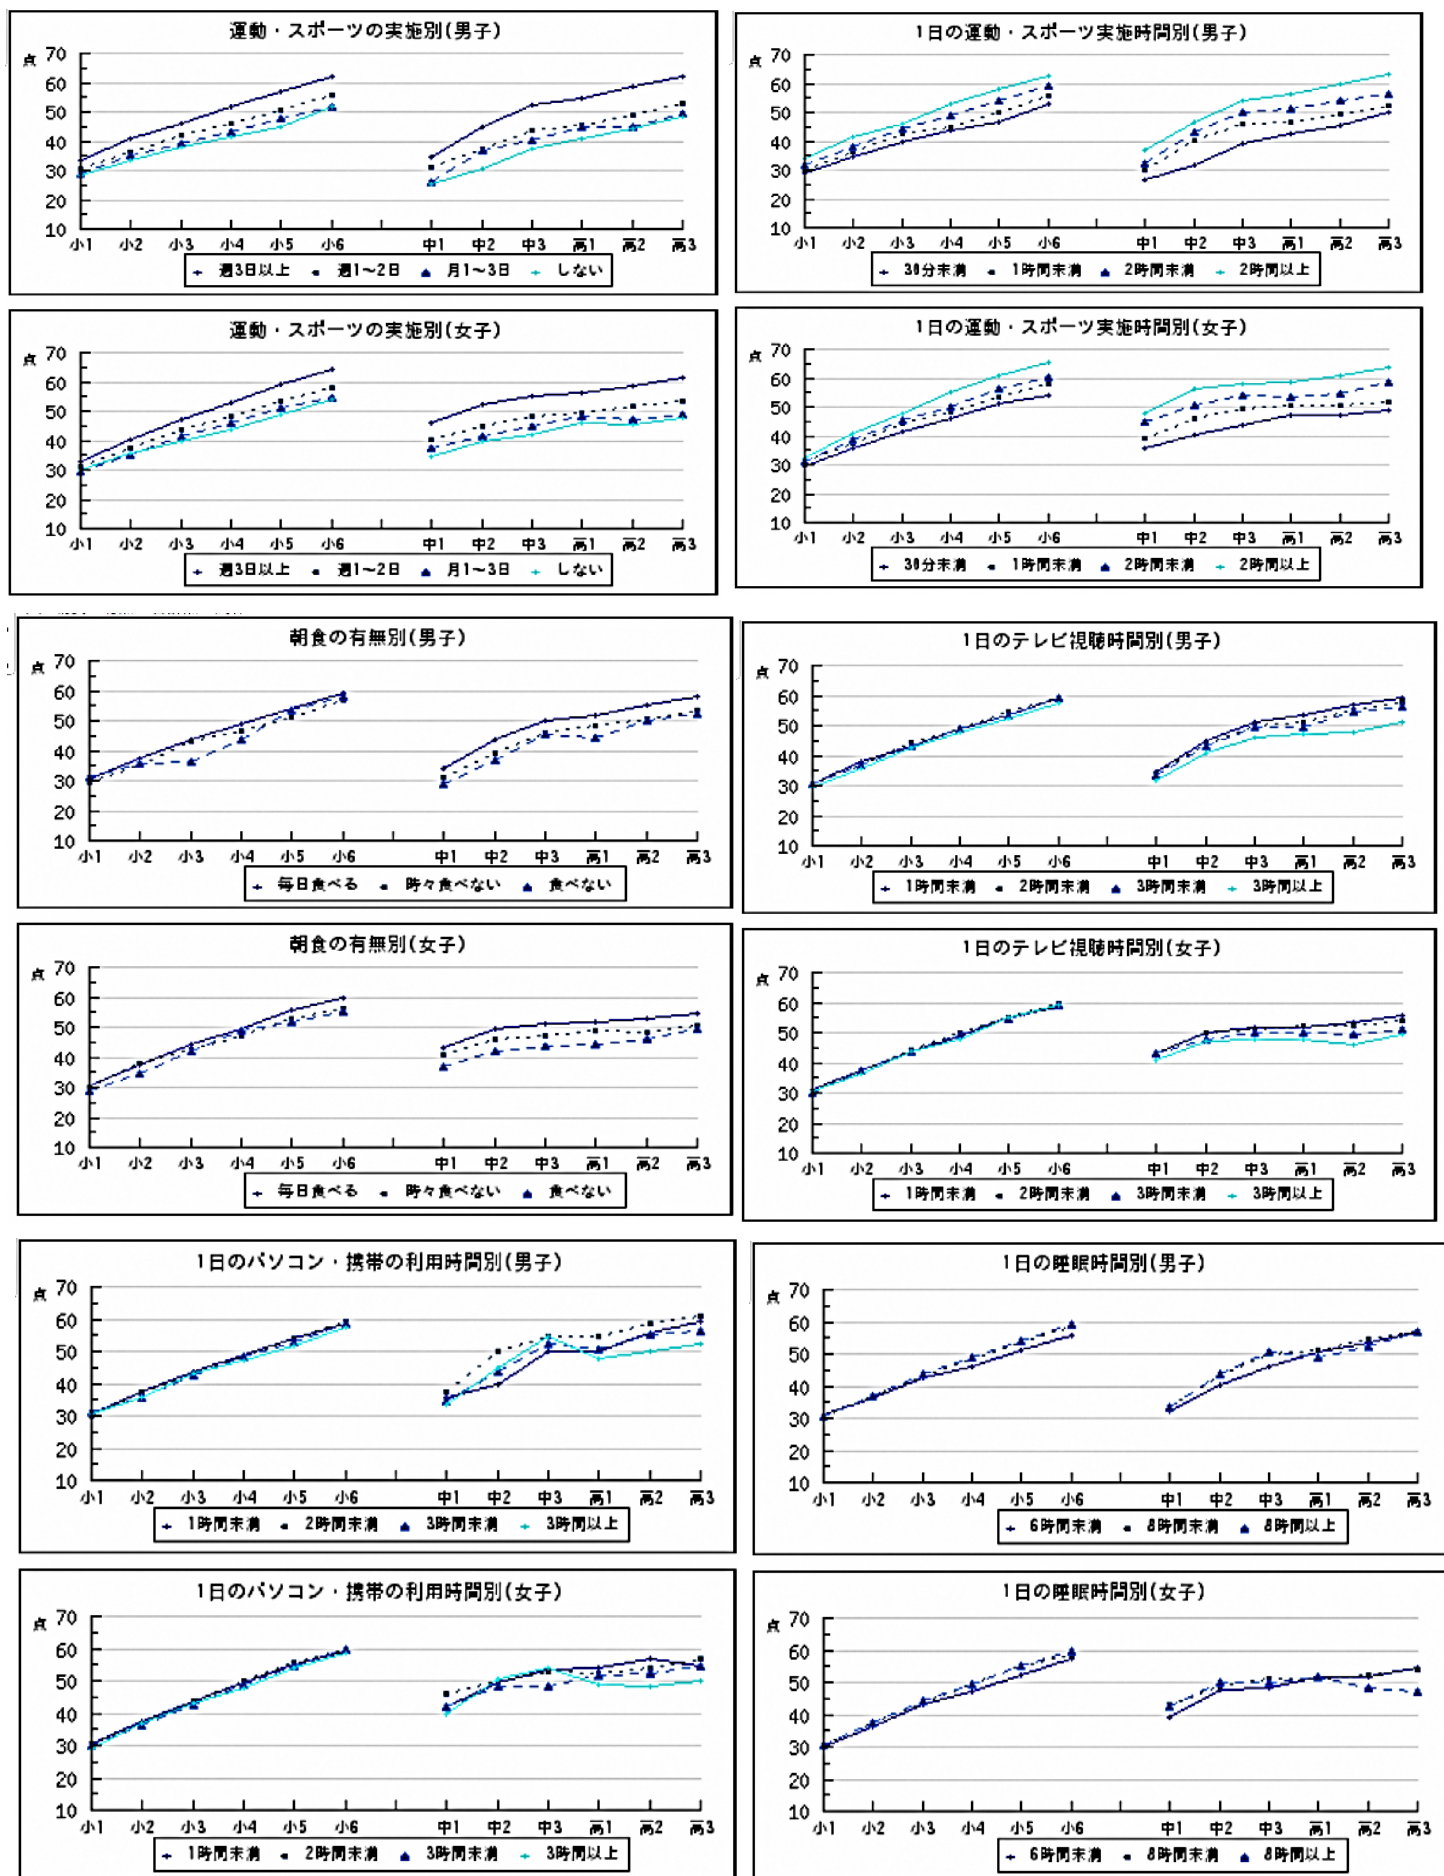 運動・スポーツの実施別(男子)
点
70
60
50
40
30
20
10
小1 小2 小3 小4 小5 小6 中1 中2 中3 高1 高2 高3
週3日以上 週1〜2日 月1〜3日 しない
1日の運動・スポーツ実施時間別(男子)
点
70
60
50
40
30
20
10
小1 小2 小3 小4 小5 小6 中1 中2 中3 高1 高2 高3
30分未満 1時間未満 2時間未満 2時間以上
運動・スポーツの実施別(女子)
点
70
60
50
40
30
20
10
小1 小2 小3 小4 小5 小6 中1 中2 中3 高1 高2 高3
週3日以上 週1〜2日 月1〜3日 しない
1日の運動・スポーツ実施時間別(女子)
点
70
60
50
40
30
20
10
小1 小2 小3 小4 小5 小6 中1 中2 中3 高1 高2 高3
30分未満 1時間未満 2時間未満 2時間以上
朝食の有無別(男子)
点
70
60
50
40
30
20
10
小1 小2 小3 小4 小5 小6 中1 中2 中3 高1 高2 高3
毎日食べる 時々食べない 食べない
1日のテレビ視聴時間別(男子)
点
70
60
50
40
30
20
10
小1 小2 小3 小4 小5 小6 中1 中2 中3 高1 高2 高3
1時間未満 2時間未満 3時間未満 3時間以上
朝食の有無別(女子)
点
70
60
50
40
30
20
10
小1 小2 小3 小4 小5 小6 中1 中2 中3 高1 高2 高3
毎日食べる 時々食べない 食べない
1日のテレビ視聴時間別(女子)
点
70
60
50
40
30
20
10
小1 小2 小3 小4 小5 小6 中1 中2 中3 高1 高2 高3
1時間未満 2時間未満 3時間未満 3時間以上
1日のパソコン・携帯の利用時間別(男子)
点
70
60
50
40
30
20
10
小1 小2 小3 小4 小5 小6 中1 中2 中3 高1 高2 高3
1時間未満 2時間未満 3時間未満 3時間以上
1日の睡眠時間別(男子)
点
70
60
50
40
30
20
10
小1 小2 小3 小4 小5 小6 中1 中2 中3 高1 高2 高3
6時間未満 8時間未満 8時間以上
1日のパソコン・携帯の利用時間別(女子)
点
70
60
50
40
30
20
10
小1 小2 小3 小4 小5 小6 中1 中2 中3 高1 高2 高3
1時間未満 2時間未満 3時間未満 3時間以上
1日の睡眠時間別(女子)
点
70
60
50
40
30
20
10
小1 小2 小3 小4 小5 小6 中1 中2 中3 高1 高2 高3
6時間未満 8時間未満 8時間以上